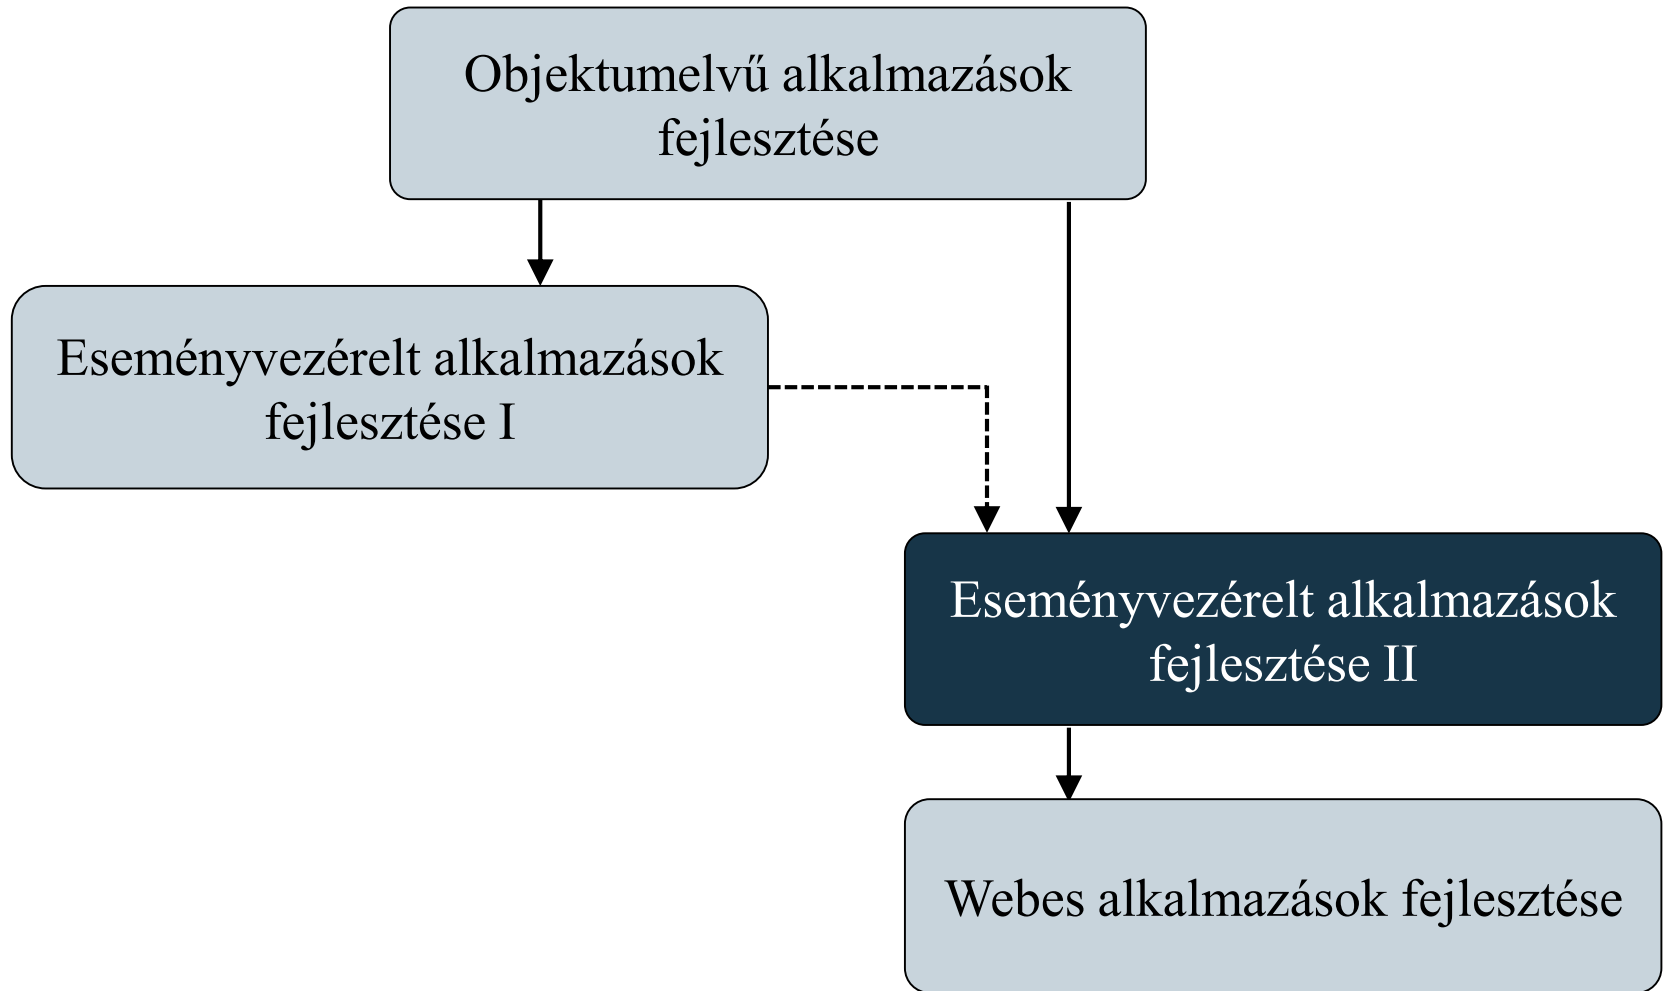 Objektumelvű alkalmazások
fejlesztése
Eseményvezérelt alkalmazások
fejlesztése I
Eseményvezérelt alkalmazások
fejlesztése II
Webes alkalmazások fejlesztése